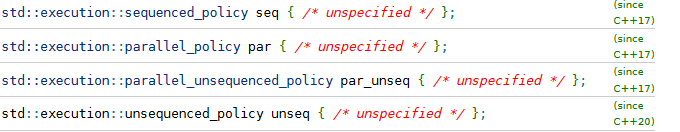 std::execution::sequenced_policy seq { /* unspecified */ }; (since C++17)
std::execution::parallel_policy par { /* unspecified */ }; (since C++17)
std::execution::parallel_unsequenced_policy par_unseq { /* unspecified */ }; (since C++17)
std::execution::unsequenced_policy unseq { /* unspecified */ }; (since C++20)